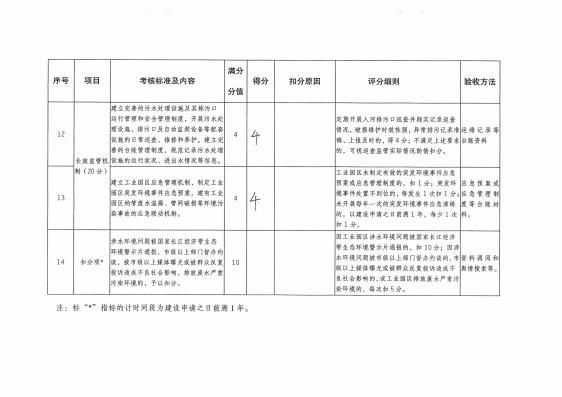 序号 项目 考核标准及内容 满分分值 得分 扣分原因 评分细则 验收方法
12
长效监管机
制(20分)
建立完善的污水处理设施及其排污口
运行管理和安全管理制度，开展污水处
理设施、排污口及自动监测设备等配套
设施的日常巡查、维修和养护。建立完
善的台账管理制度，规范记录污水处理
设施的运行状况、进出水情况等信息。
4
4
定期开展入河排污口巡查并翔实记录巡查
情况，被损维护时效性强，异常排污记录准
确、上报及时的，得4分；不满足上述要求
的，可视巡查监管实际情况酌情扣分。
运维记录等
台账资料
13
建立工业园区应急管理机制，制定工业
园区突发环境事件应急预案，建有工业
园区的管废水溢漏、管网破损等环境污
染事故的应急联动机制。
4
4
工业园区未制定有效的突发环境事件应急
预案或应急管理制度的，扣1分；突发环
境事件处置不到位的，每发生1次扣1分；
未开展每年一次的突发环境事件应急演练
的，以建设申请之日前溯1年，每少1次
扣1分。
应急预案或
应急管理制
度等台账材
料。
14
扣分项*
涉水环境问题被国家长江经济带生态
环境警示片通报，市级以上部门督办约
谈，被市级以上媒体曝光或被群众反复
投诉造成不良社会影响，排放废水严重
污染环境的，予以扣分。
10
因工业园区涉水环境问题被国家长江经济
带生态环境警示片通报的，扣10分；因涉
水环境问题被市级以上部门督办约谈的，市
级以上媒体曝光或被群众反复投诉造成不
良社会影响的，或工业园区排放废水严重污
染环境的，每次扣5分。
资料调阅和
舆情搜索等。
注：标“*”指标的计时间段为建设申请之日前溯1年。